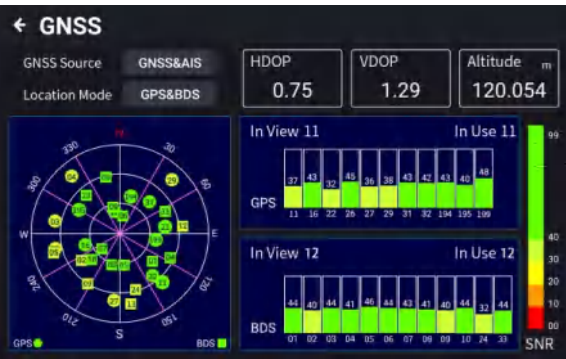 ← GNSS
GNSS Source GNSS&AIS
Location Mode GPS&BDS
HDOP
0.75
VDOP
1.29
Altitude m
120.054
N
30
60
E
120
150
S
210
240
W
300
330
GPS
BDS
In View 11 In Use 11
37 43 32 45 36 38 43 42 43 40 48
GPS
11 16 22 26 27 29 31 32 194 195 199
In View 12 In Use 12
44 40 44 41 46 44 43 41 40 44 32 44
BDS
01 02 03 04 05 06 07 08 09 10 24 33
99
40
30
20
10
00
SNR